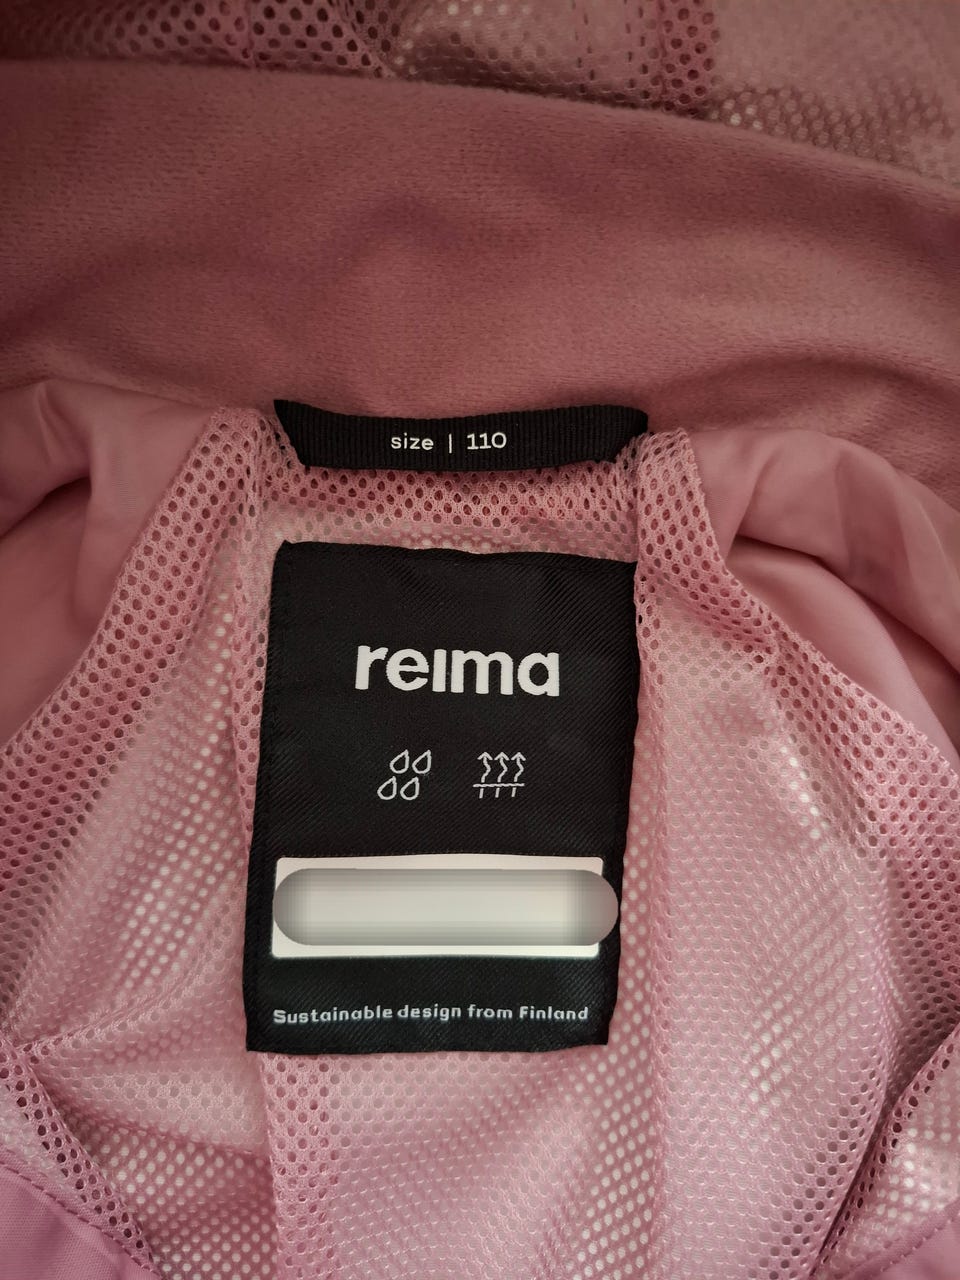 size | 110
reima
Sustainable design from Finland